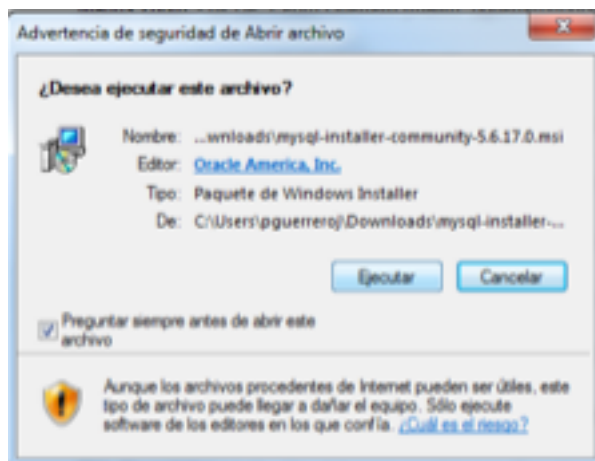 Advertencia de seguridad de Abrir archivo
¿Desea ejecutar este archivo?
Nombre: ...wnloads\mysql-installer-community-5.6.17.0.msi
Editor: Oracle America, Inc.
Tipo: Paquete de Windows Installer
De: C:\Users\pguerreroj\Downloads\mysql-installer-...
Ejecutar Cancelar
Preguntar siempre antes de abrir este
archivo
Aunque los archivos procedentes de Internet pueden ser útiles, este
tipo de archivo puede llegar a dañar el equipo. Sólo ejecute
software de los editores en los que confía. ¿Cuál es el riesgo?